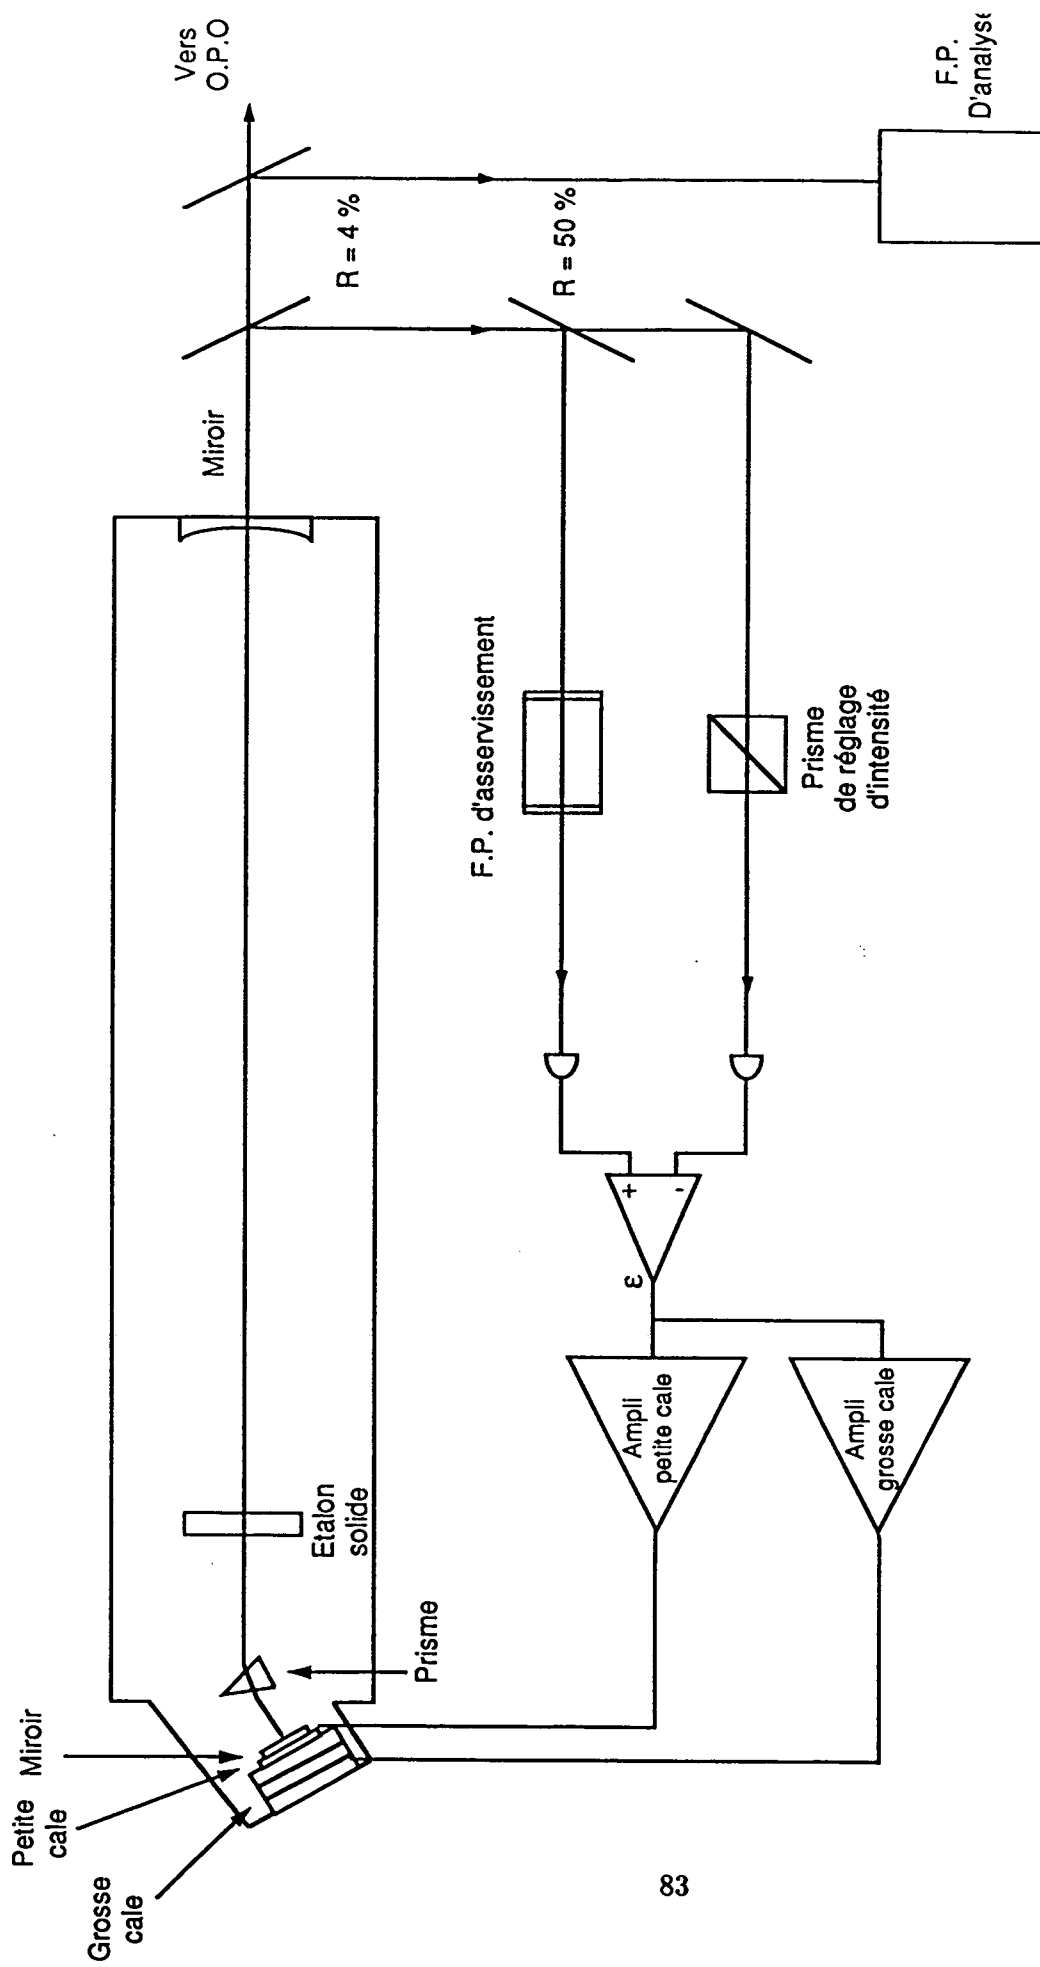 Vers
O.P.O
F.P.
D'analyse
R = 4 %
R = 50 %
Miroir
F.P. d'asservissement
Prisme
de réglage
d'intensité
+
-
ε
Ampli
petite cale
Ampli
grosse cale
Etalon
solide
Prisme
Miroir
Petite
cale
Grosse
cale
83